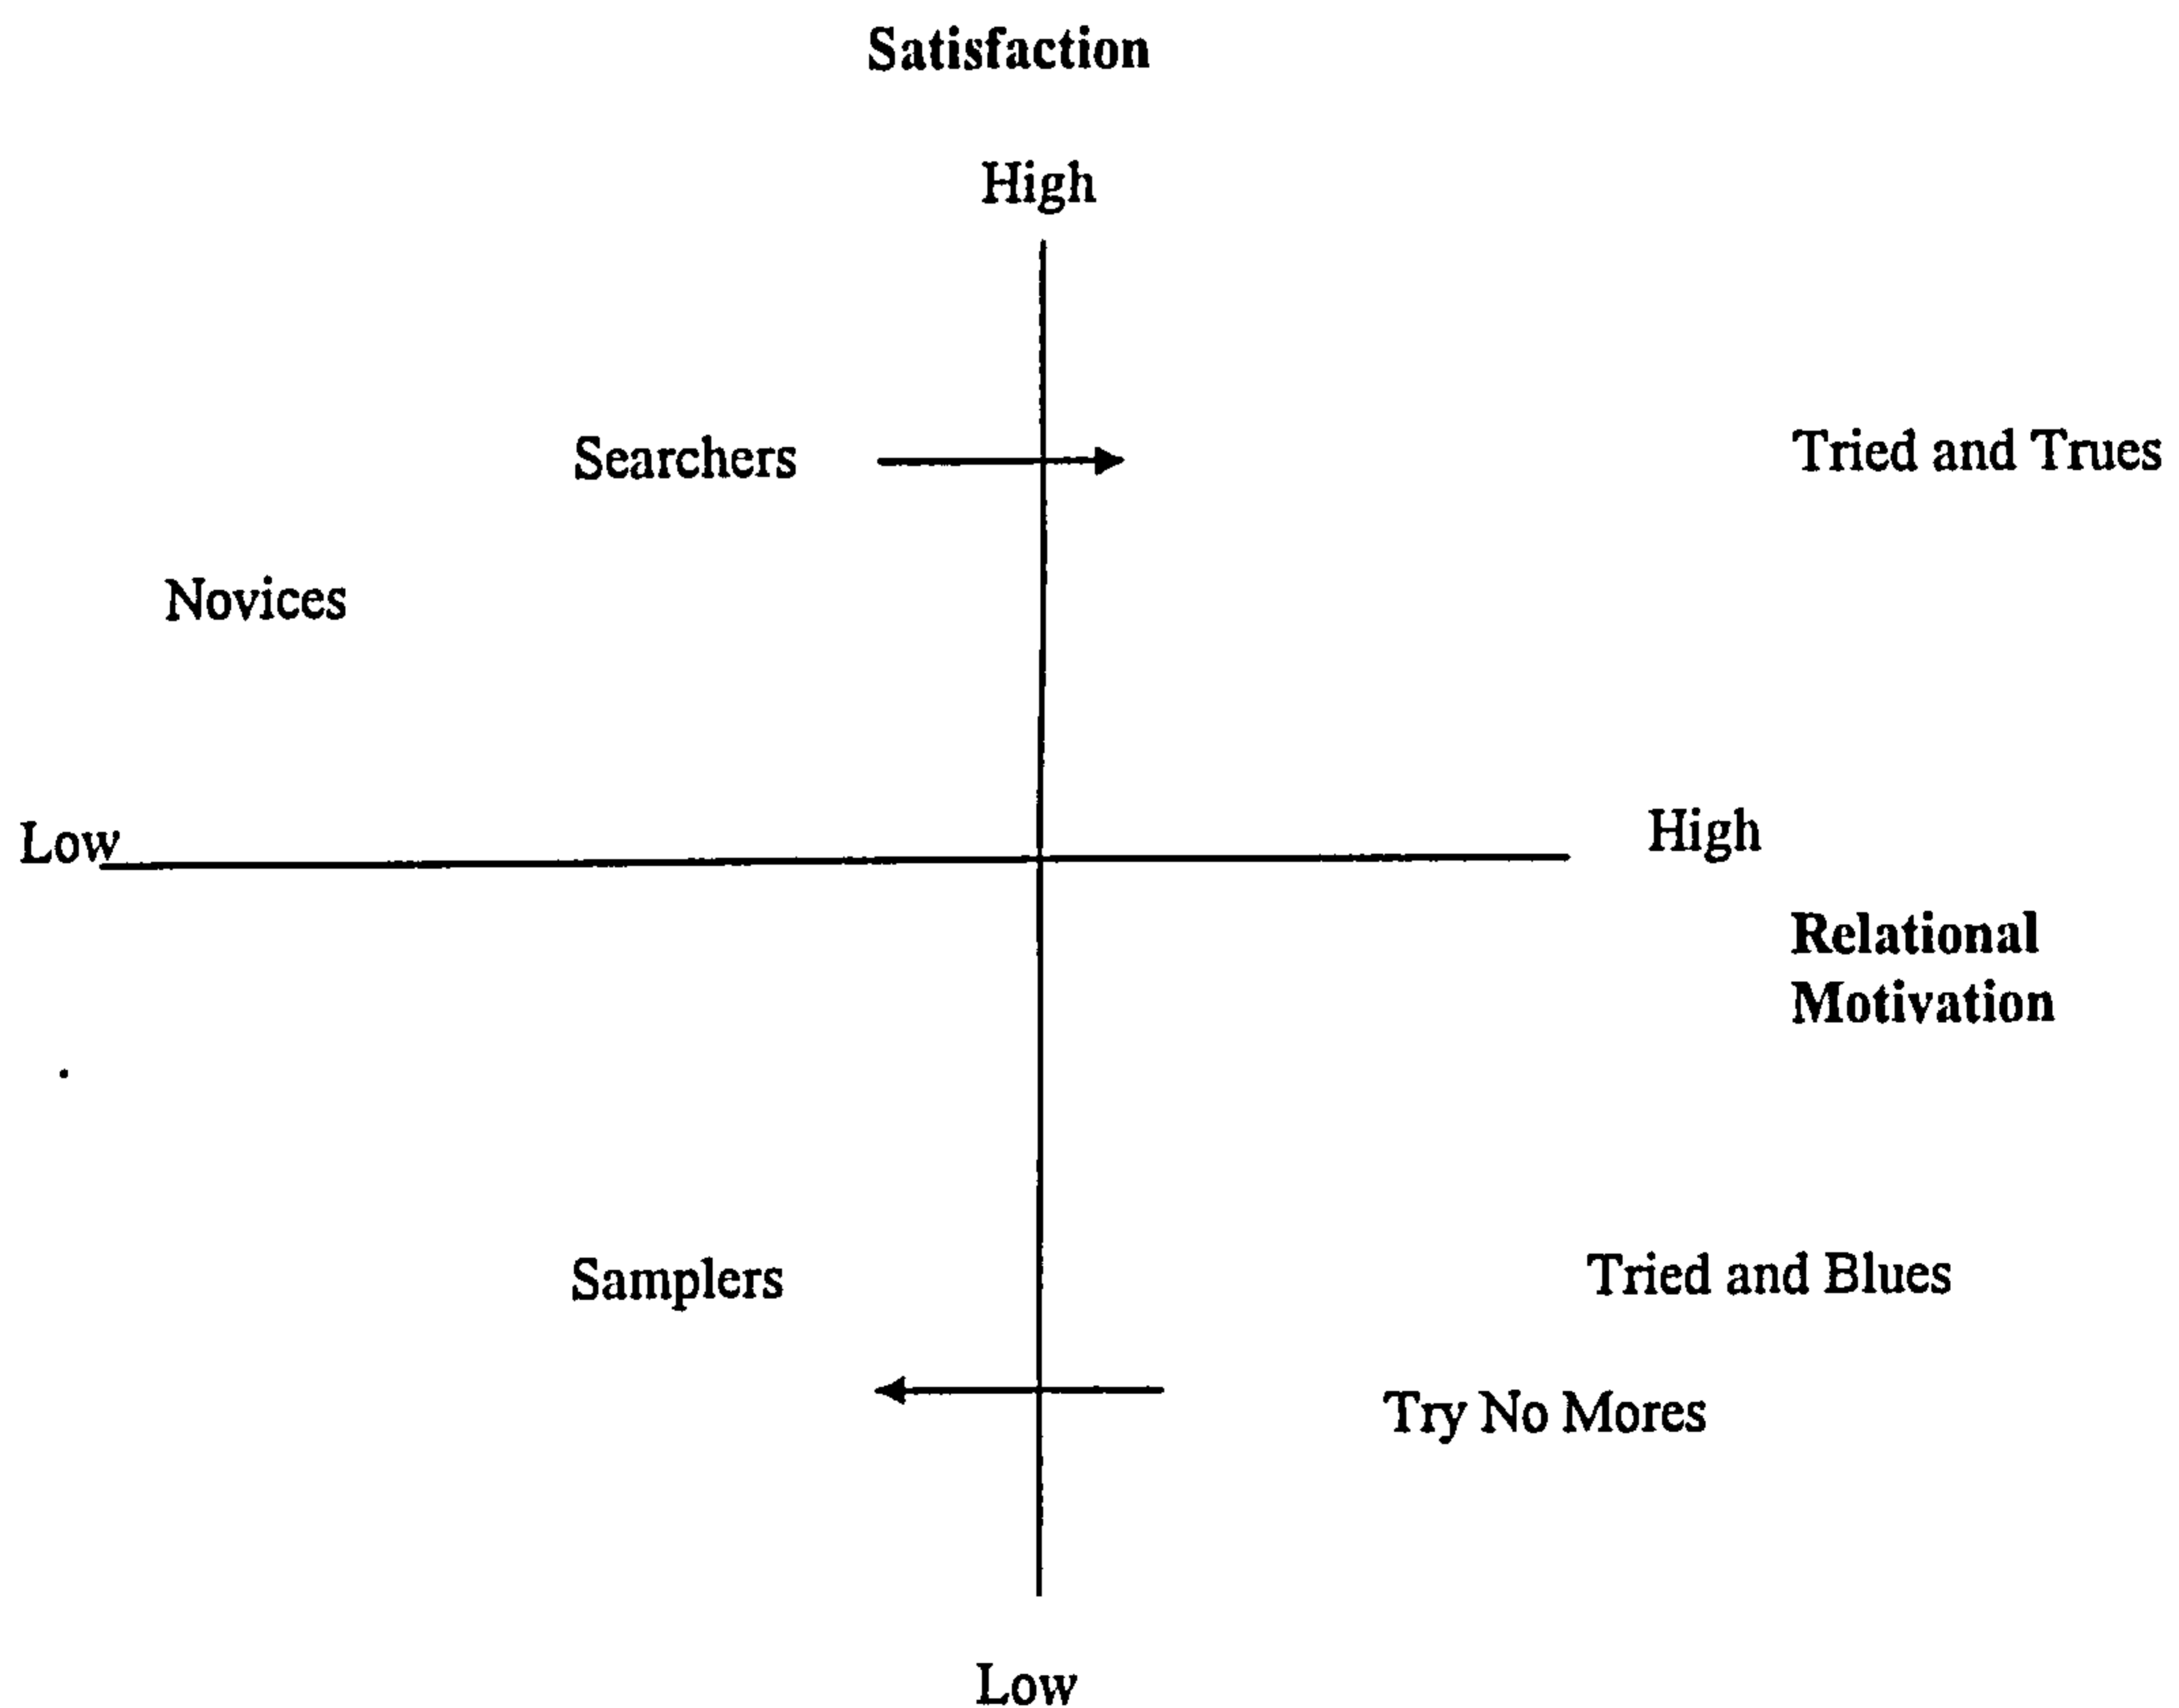 Satisfaction
High
Searchers
Tried and Trues
Novices
Low
High
Relational
Motivation
Samplers
Tried and Blues
Try No Mores
Low